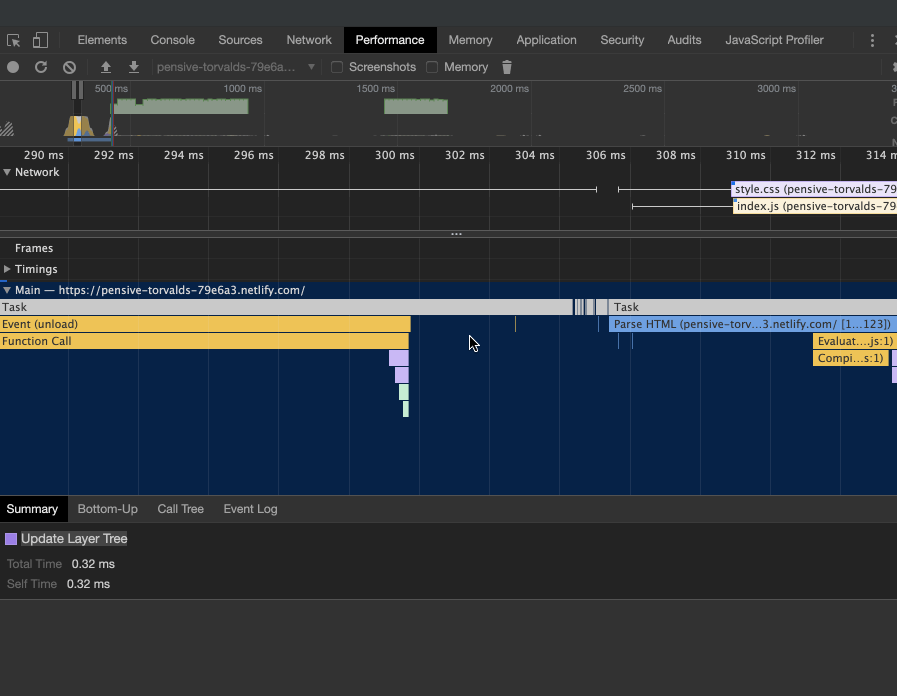 Elements Console Sources Network Performance Memory Application Security Audits JavaScript Profiler
pensive-torvalds-79e6a... Screenshots Memory
500 ms 1000 ms 1500 ms 2000 ms 2500 ms 3000 ms
290 ms 292 ms 294 ms 296 ms 298 ms 300 ms 302 ms 304 ms 306 ms 308 ms 310 ms 312 ms 314 m
Network
style.css (pensive-torvalds-79
index.js (pensive-torvalds-79
...
Frames
Timings
Main — https://pensive-torvalds-79e6a3.netlify.com/
Task Task
Event (unload) Parse HTML (pensive-torv...3.netlify.com/ [1...123])
Function Call Evaluat....js:1)
Compi...s:1)
Summary Bottom-Up Call Tree Event Log
Update Layer Tree
Total Time 0.32 ms
Self Time 0.32 ms